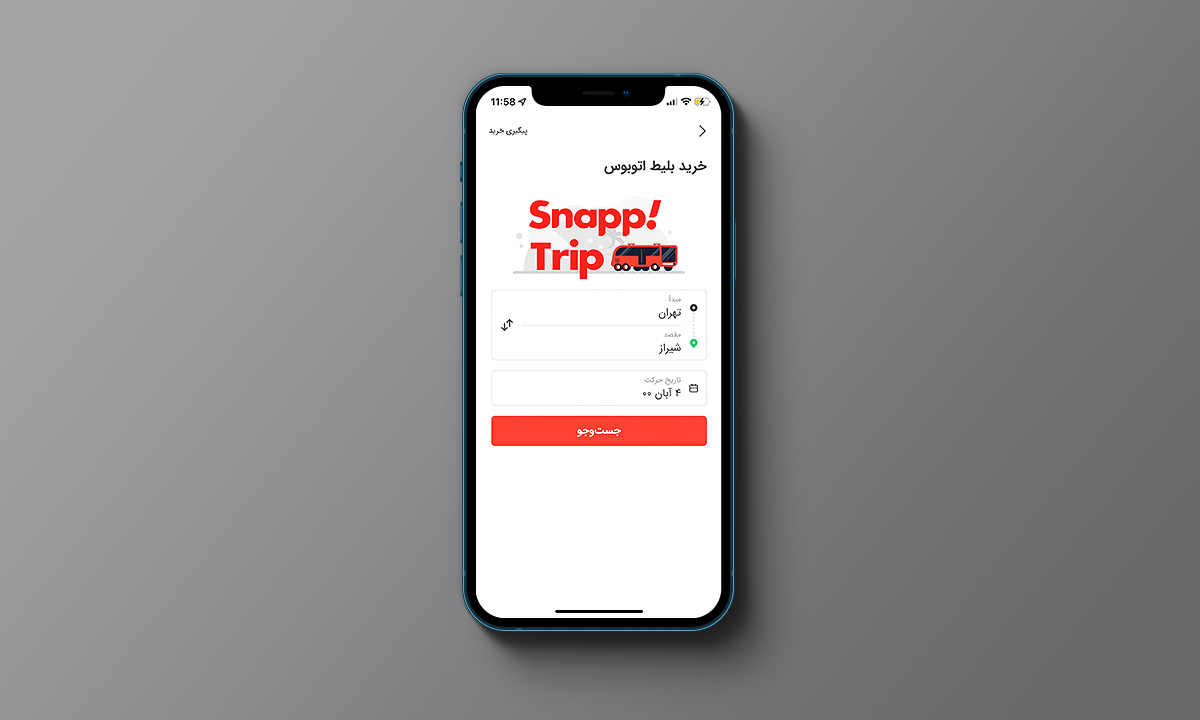 11:58
پیگیری خرید
خرید بلیط اتوبوس
Snapp!
Trip
مبدأ
تهران
مقصد
شیراز
تاریخ حرکت
۴ آبان ۰۰
جست‌وجو